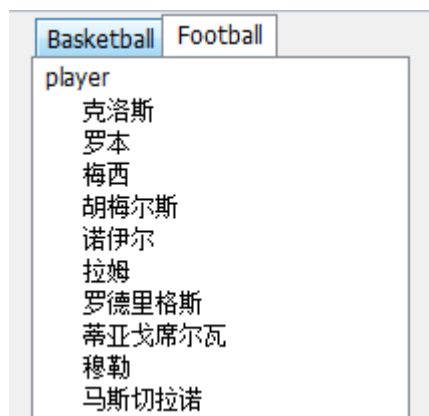 Basketball Football
player
克洛斯
罗本
梅西
胡梅尔斯
诺伊尔
拉姆
罗德里格斯
蒂亚戈席尔瓦
穆勒
马斯切拉诺